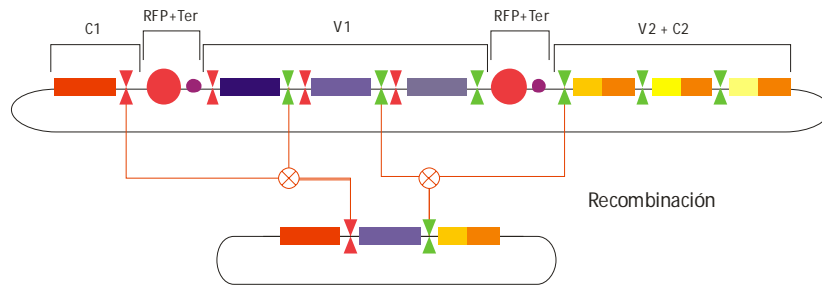 C1
RFP+Ter
V1
RFP+Ter
V2 + C2
Recombinación